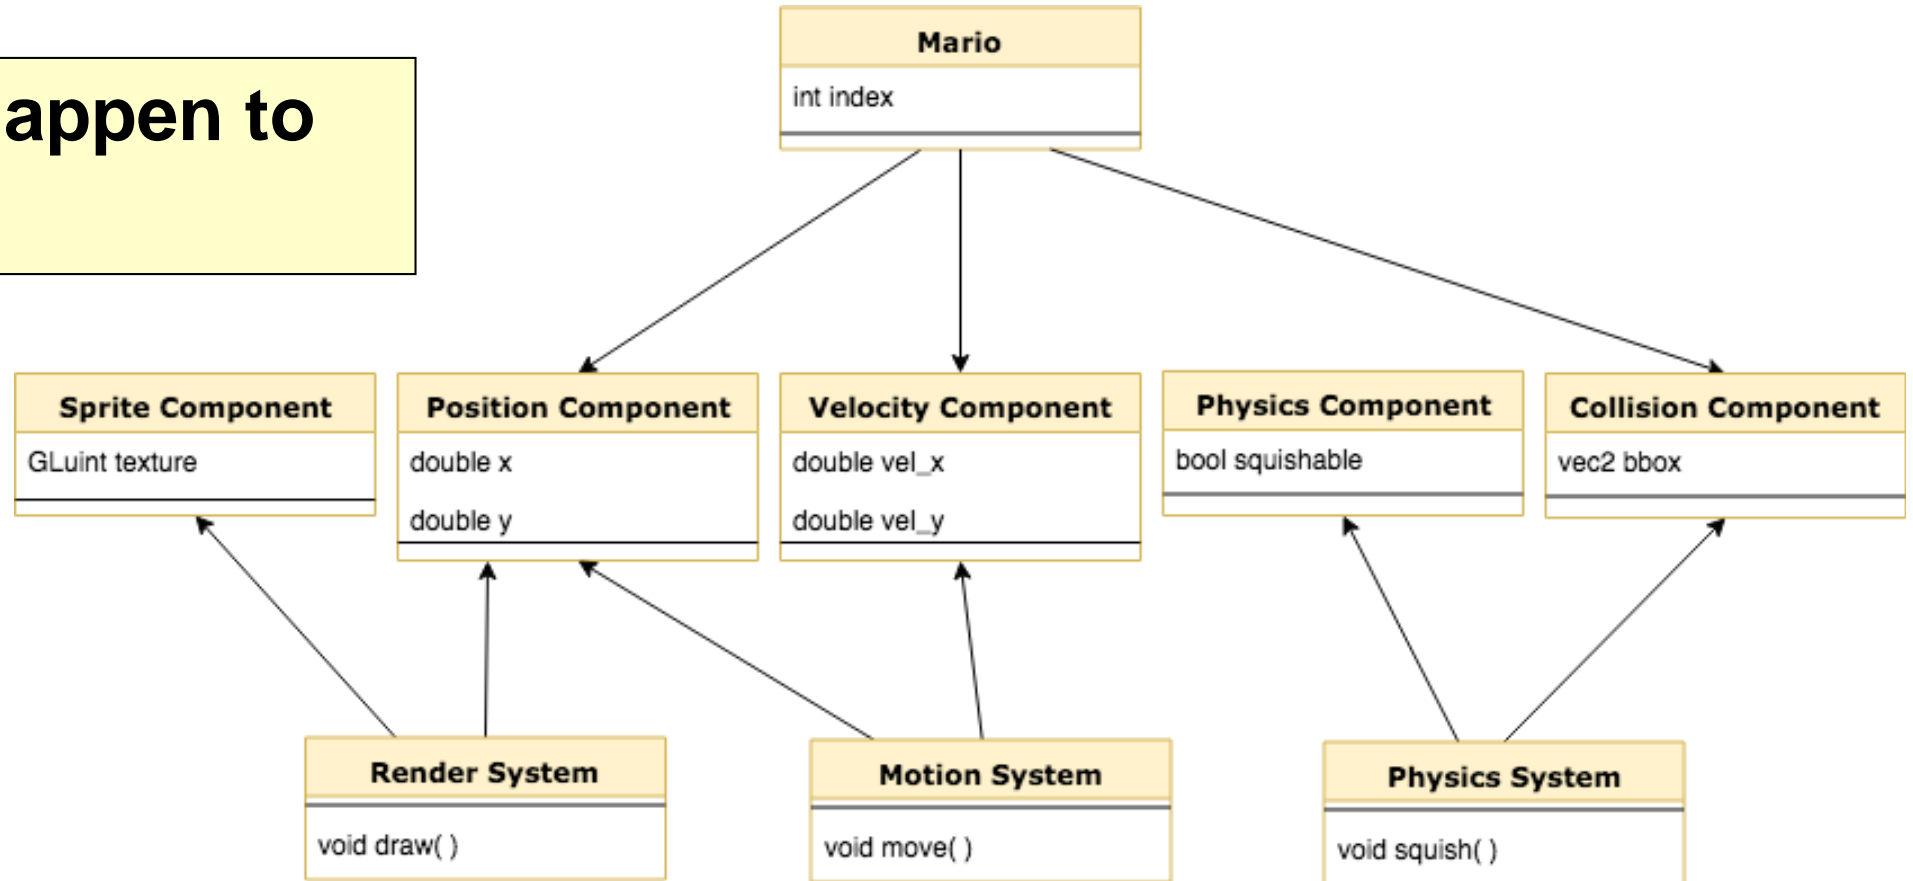 appen to
Mario
int index
Sprite Component
GLuint texture
Position Component
double x
double y
Velocity Component
double vel_x
double vel_y
Physics Component
bool squishable
Collision Component
vec2 bbox
Render System
void draw( )
Motion System
void move( )
Physics System
void squish( )